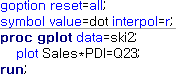 goption reset=all;
symbol value=dot interpol=r;
proc gplot data=ski2;
plot Sales*PDI=Q23;
run;